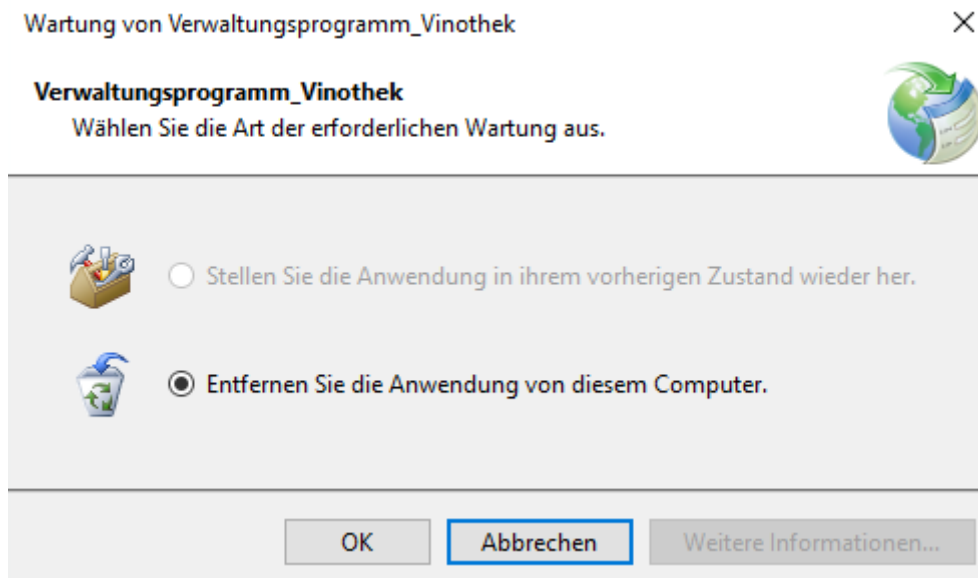 Wartung von Verwaltungsprogramm_Vinothek
Verwaltungsprogramm_Vinothek
Wählen Sie die Art der erforderlichen Wartung aus.
Stellen Sie die Anwendung in ihrem vorherigen Zustand wieder her.
Entfernen Sie die Anwendung von diesem Computer.
OK Abbrechen Weitere Informationen...